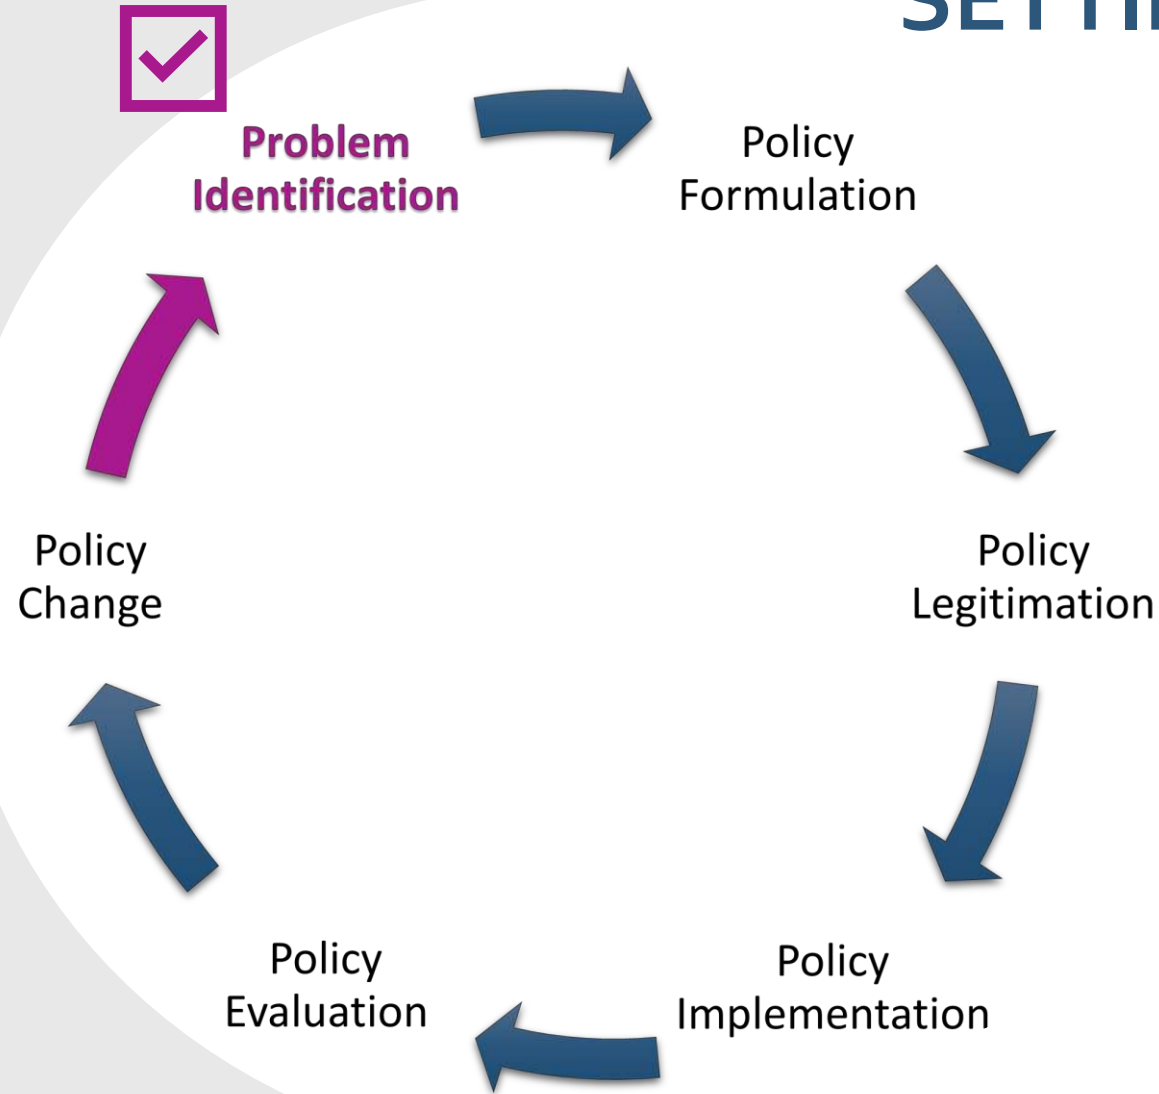 Problem
Identification
Policy
Formulation
Policy
Legitimation
Policy
Implementation
Policy
Evaluation
Policy
Change